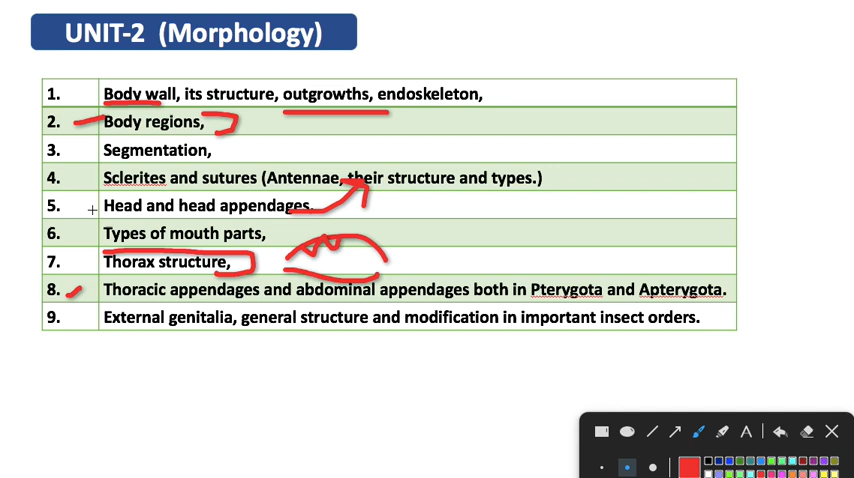 UNIT-2 (Morphology)
1. Body wall, its structure, outgrowths, endoskeleton,
2. Body regions,
3. Segmentation,
4. Sclerites and sutures (Antennae, their structure and types.)
5. Head and head appendages.
6. Types of mouth parts,
7. Thorax structure,
8. Thoracic appendages and abdominal appendages both in Pterygota and Apterygota.
9. External genitalia, general structure and modification in important insect orders.
A